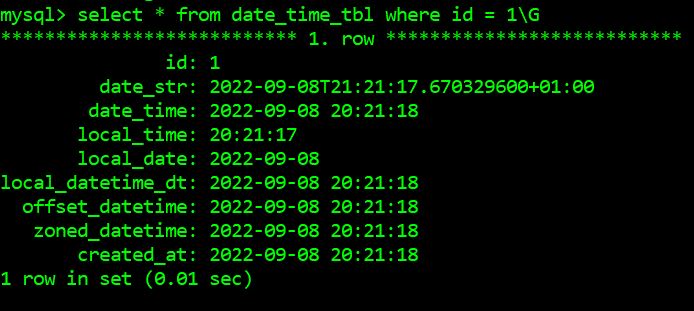 mysql> select * from date_time_tbl where id = 1\G
*************************** 1. row ***************************
id: 1
date_str: 2022-09-08T21:21:17.670329600+01:00
date_time: 2022-09-08 20:21:18
local_time: 20:21:17
local_date: 2022-09-08
local_datetime_dt: 2022-09-08 20:21:18
offset_datetime: 2022-09-08 20:21:18
zoned_datetime: 2022-09-08 20:21:18
created_at: 2022-09-08 20:21:18
1 row in set (0.01 sec)